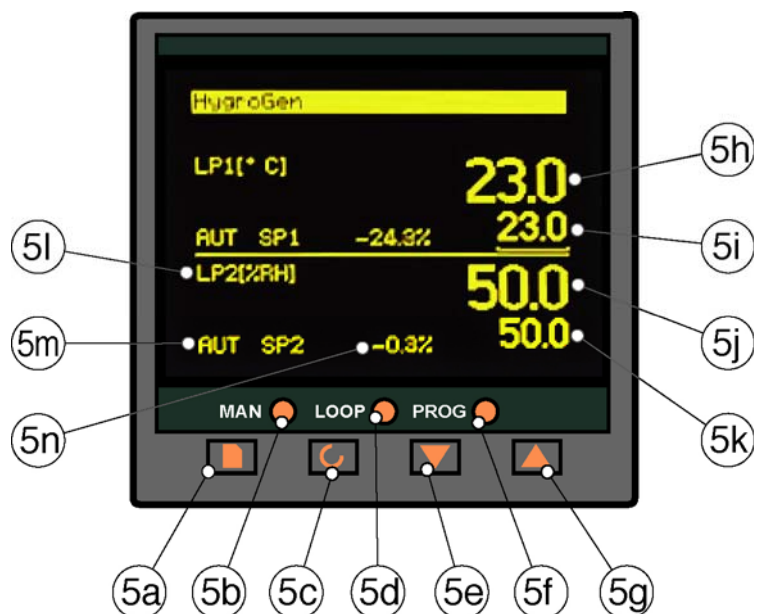 HygroGen
5h
LP1[° C] 23.0
AUT SP1 -24.3% 23.0
5i
5l
LP2[%RH] 50.0
5j
5m
AUT SP2 -0.3% 50.0
5n
5k
MAN LOOP PROG
5a 5b 5c 5d 5e 5f 5g